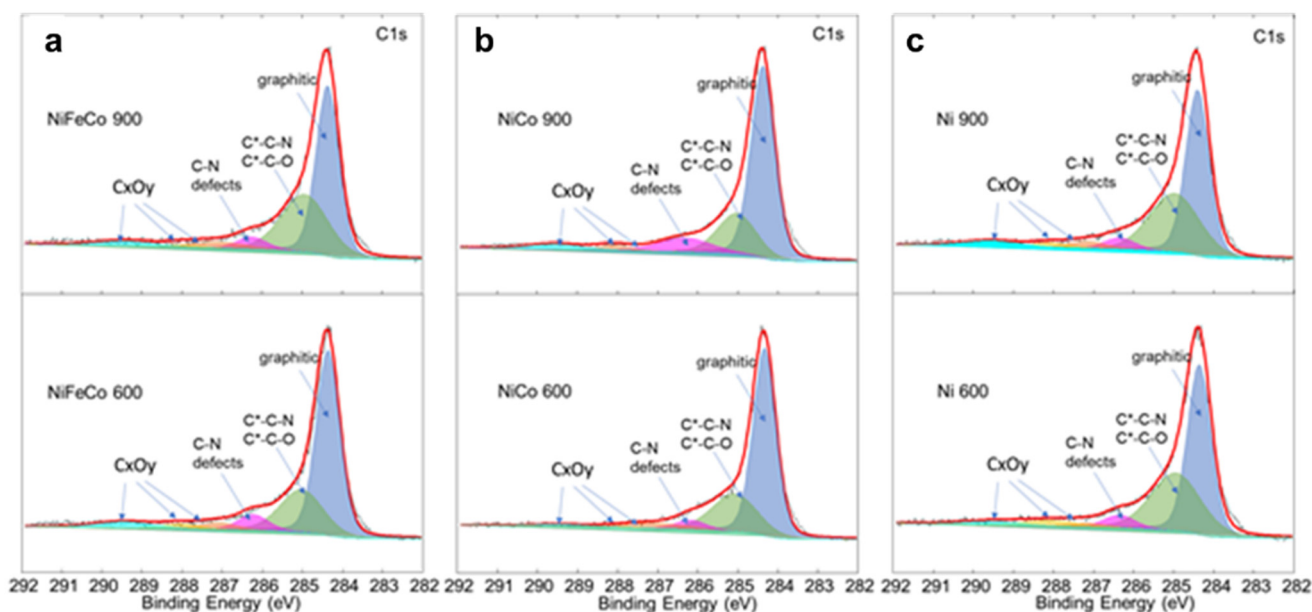 a
C1s
graphitic
NiFeCo 900
C*-C-N
C*-C-O
C-N
defects
CxOy
b
graphitic
NiCo 900
C*-C-N
C*-C-O
C-N
defects
CxOy
c
C1s
graphitic
Ni 900
C*-C-N
C*-C-O
C-N
defects
CxOy
graphitic
NiFeCo 600
C*-C-N
C*-C-O
C-N
defects
CxOy
292 291 290 289 288 287 286 285 284 283 282
Binding Energy (eV)
graphitic
NiCo 600
C*-C-N
C*-C-O
C-N
defects
CxOy
292 291 290 289 288 287 286 285 284 283 282
Binding Energy (eV)
graphitic
Ni 600
C*-C-N
C*-C-O
C-N
defects
CxOy
292 291 290 289 288 287 286 285 284 283 282
Binding Energy (eV)